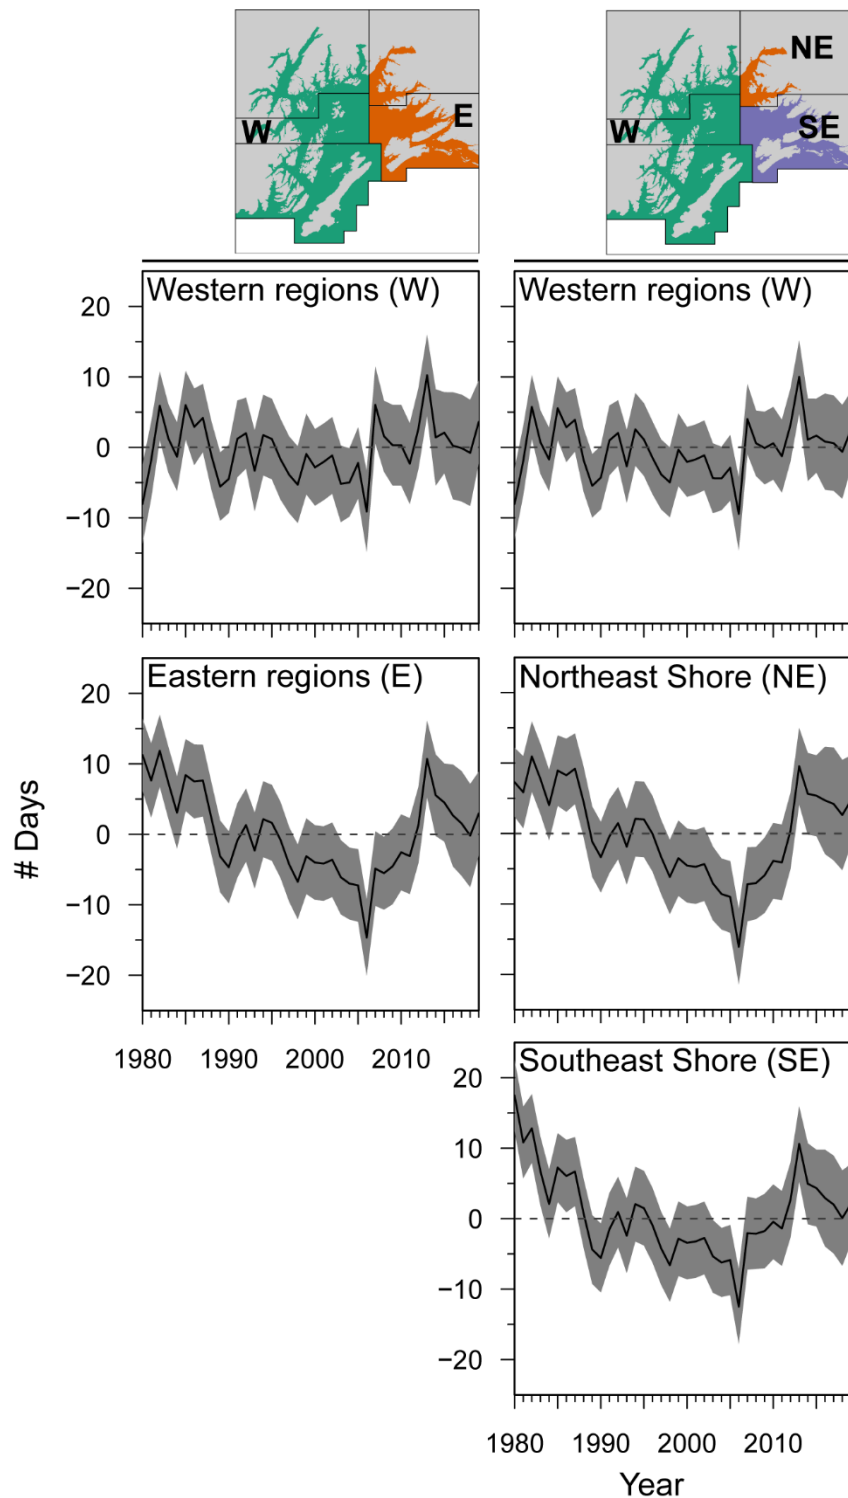 W
E
W
NE
SE
Western regions (W)
20
10
0
−10
−20
Western regions (W)
Eastern regions (E)
20
10
0
−10
−20
1980 1990 2000 2010
Northeast Shore (NE)
# Days
Southeast Shore (SE)
20
10
0
−10
−20
1980 1990 2000 2010
Year